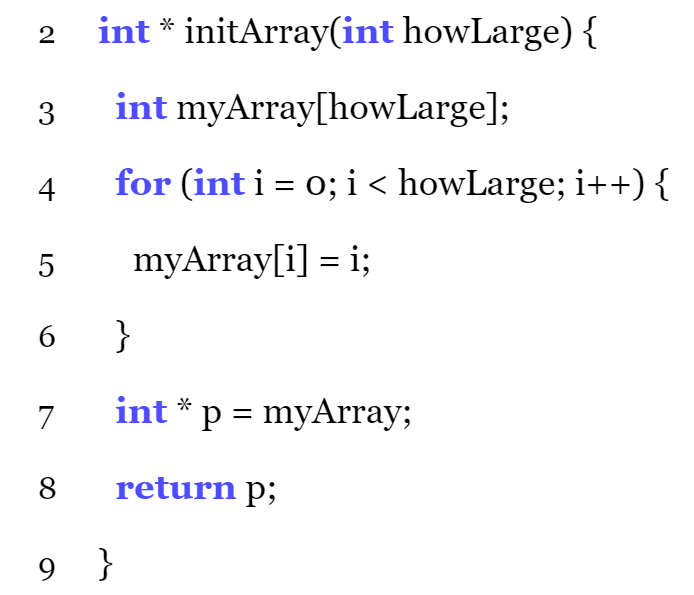 2 int * initArray(int howLarge) {
3 int myArray[howLarge];
4 for (int i = 0; i < howLarge; i++) {
5 myArray[i] = i;
6 }
7 int * p = myArray;
8 return p;
9 }